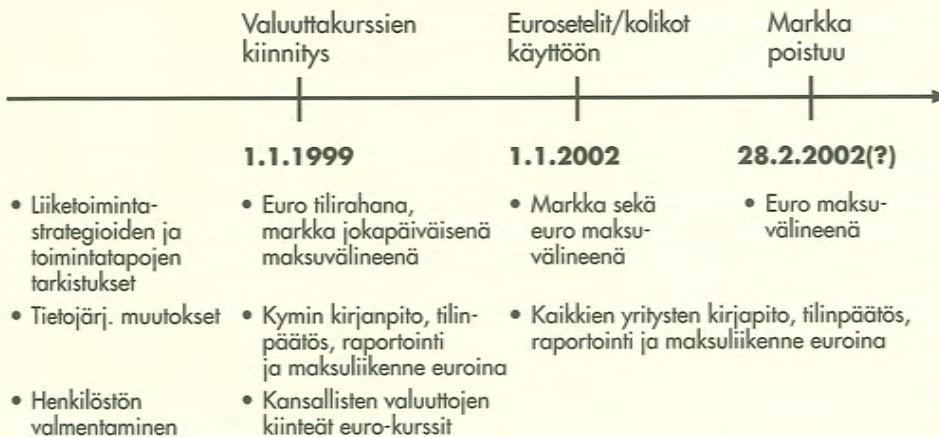 Valuuttakurssien
kiinnitys
Eurosetelit/kolikot
käyttöön
Markka
poistuu
1.1.1999
1.1.2002
28.2.2002(?)
• Liiketoiminta-
strategioiden ja
toimintatapojen
tarkistukset
• Euro tilirahana,
markka jokapäiväisenä
maksuvälineenä
• Markka sekä
euro maksu-
välineenä
• Euro maksu-
välineenä
• Tietojärj. muutokset
• Kymin kirjanpito, tilin-
päätös, raportointi
ja maksuliikenne euroina
• Kaikkien yritysten kirjapito, tilinpäätös,
raportointi ja maksuliikenne euroina
• Henkilöstön
valmentaminen
• Kansallisten valuuttojen
kiinteät euro-kurssit